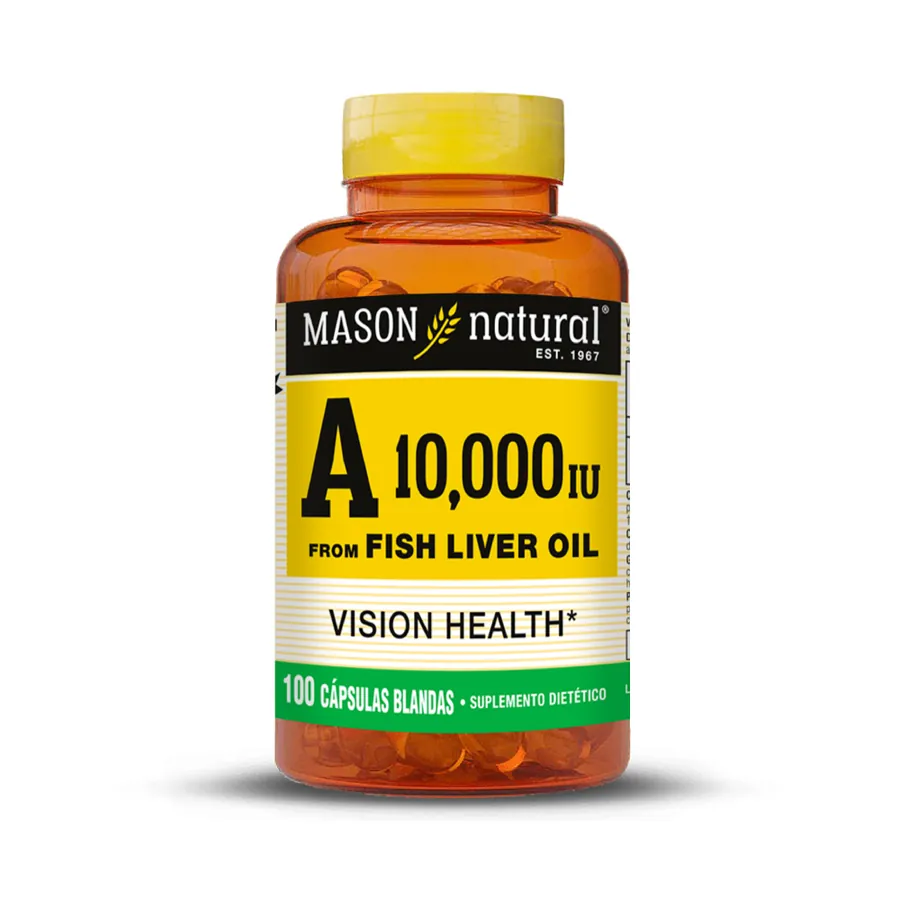 MASON natural®
EST. 1967
A 10,000 IU
FROM FISH LIVER OIL
VISION HEALTH*
100 CÁPSULAS BLANDAS • SUPLEMENTO DIETÉTICO